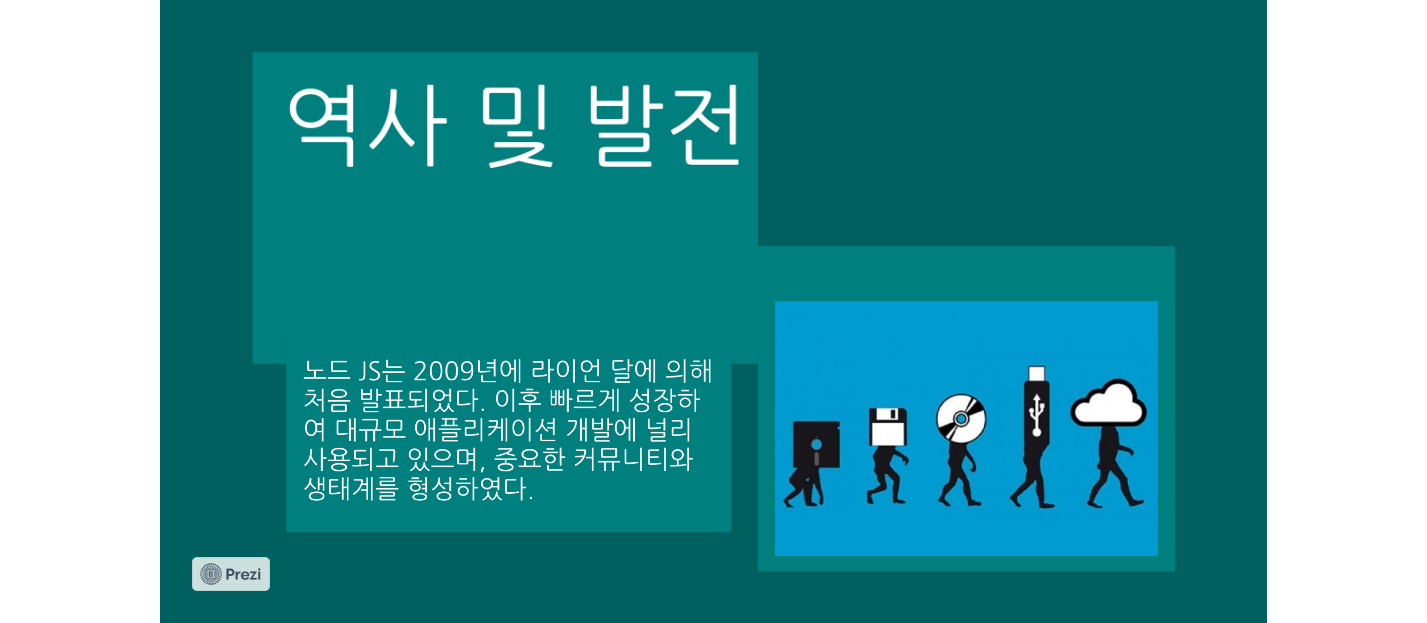 역사 및 발전
노드 JS는 2009년에 라이언 달에 의해
처음 발표되었다. 이후 빠르게 성장하
여 대규모 애플리케이션 개발에 널리
사용되고 있으며, 중요한 커뮤니티와
생태계를 형성하였다.
Prezi